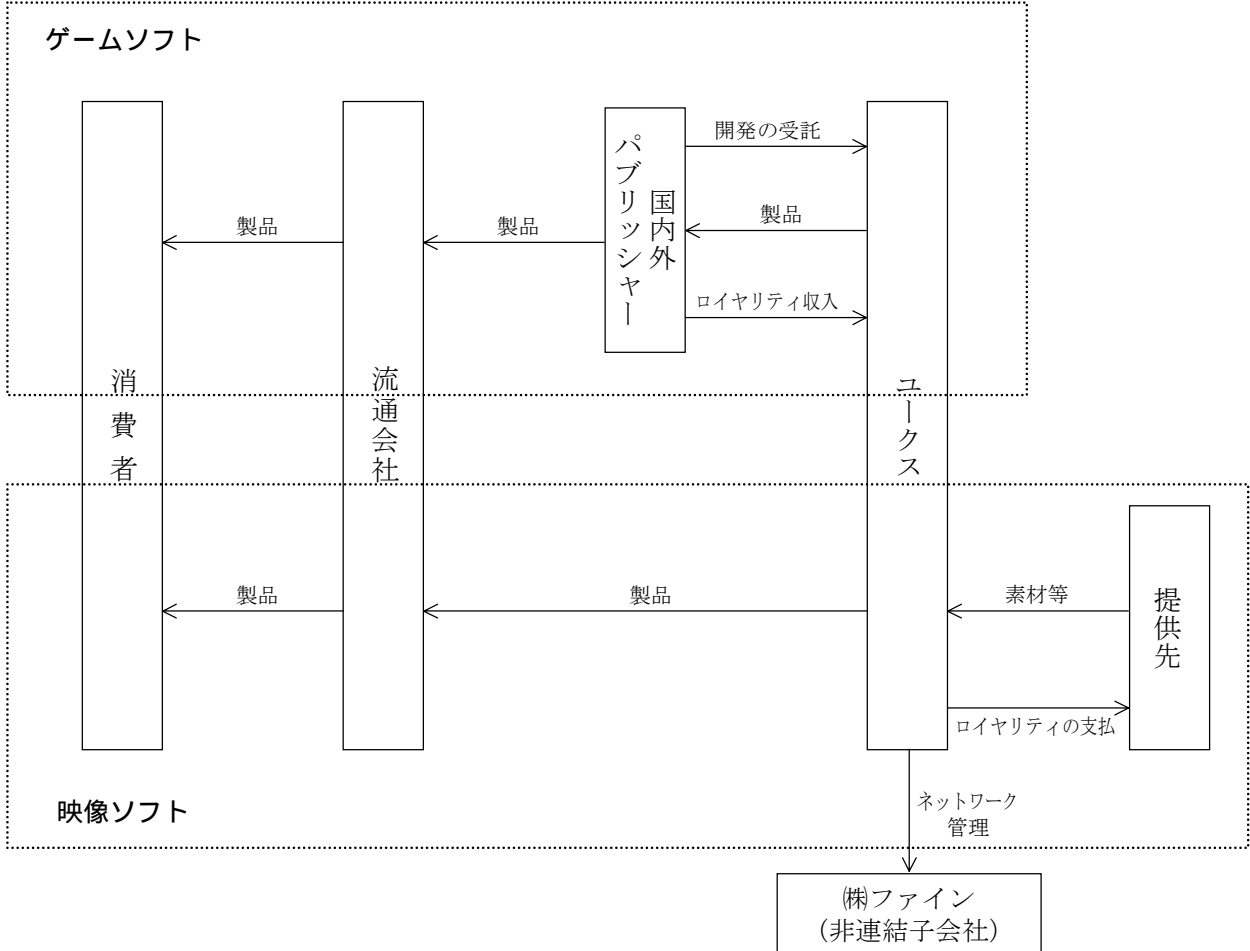 ゲームソフト
開発の受託
国内外
パブリッシャー
製品
製品
製品
ロイヤリティ収入
消費者
流通会社
ユークス
製品
製品
素材等
提供先
ロイヤリティの支払
映像ソフト
ネットワーク
管理
㈱ファイン
（非連結子会社）